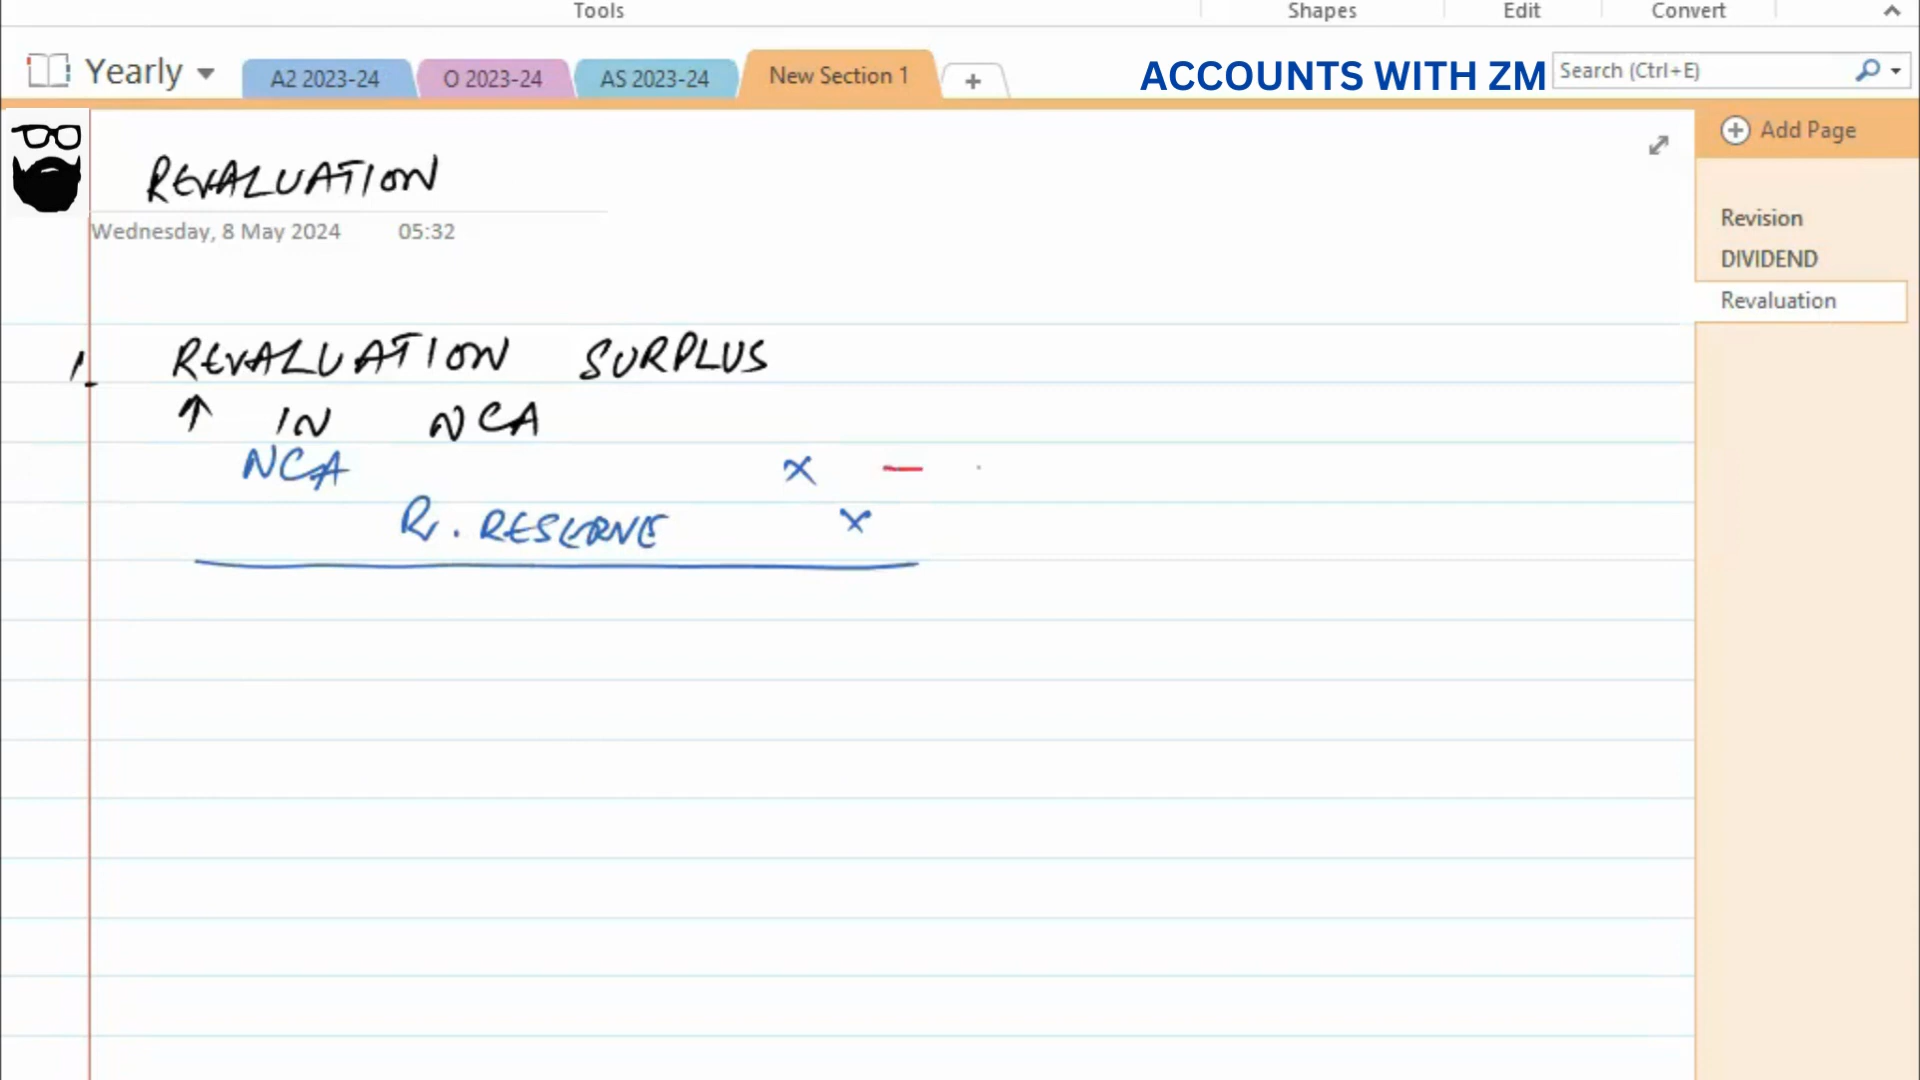 Tools Shapes Edit Convert
Yearly A2 2023-24 O 2023-24 AS 2023-24 New Section 1 + ACCOUNTS WITH ZM Search (Ctrl+E)
Add Page
REVALUATION
Wednesday, 8 May 2024 05:32
Revision
DIVIDEND
Revaluation
1. REVALUATION SURPLUS
↑ IN NCA
NCA x —
R. RESERVE x